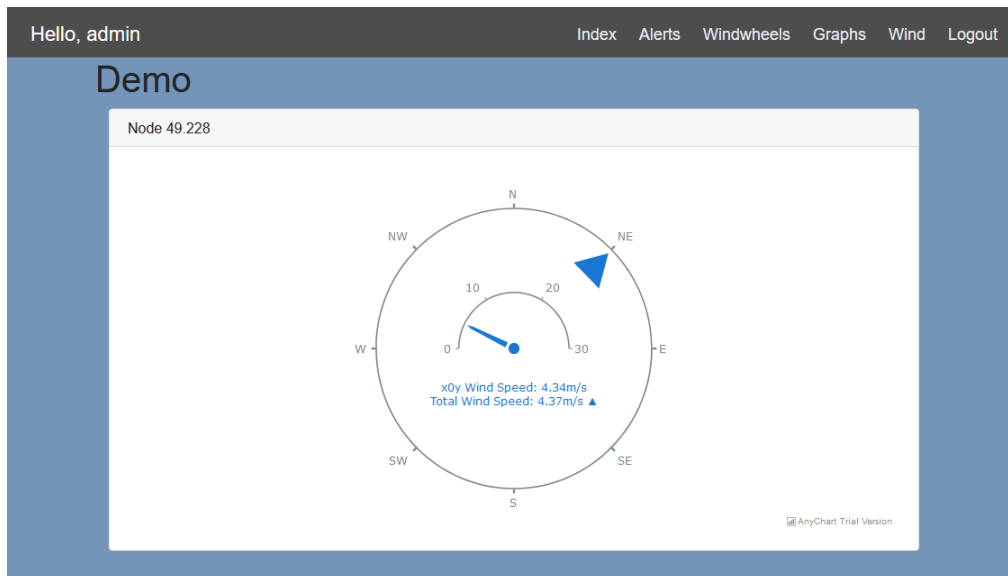 Hello, admin Index Alerts Windwheels Graphs Wind Logout
Demo
Node 49.228
N
NW NE
10 20
W 0 30 E
x0y Wind Speed: 4.34m/s
Total Wind Speed: 4.37m/s ▲
SW SE
S
AnyChart Trial Version